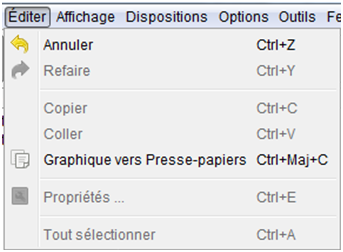 Éditer Affichage Dispositions Options Outils Fe
Annuler Ctrl+Z
Refaire Ctrl+Y
Copier Ctrl+C
Coller Ctrl+V
Graphique vers Presse-papiers Ctrl+Maj+C
Propriétés ... Ctrl+E
Tout sélectionner Ctrl+A